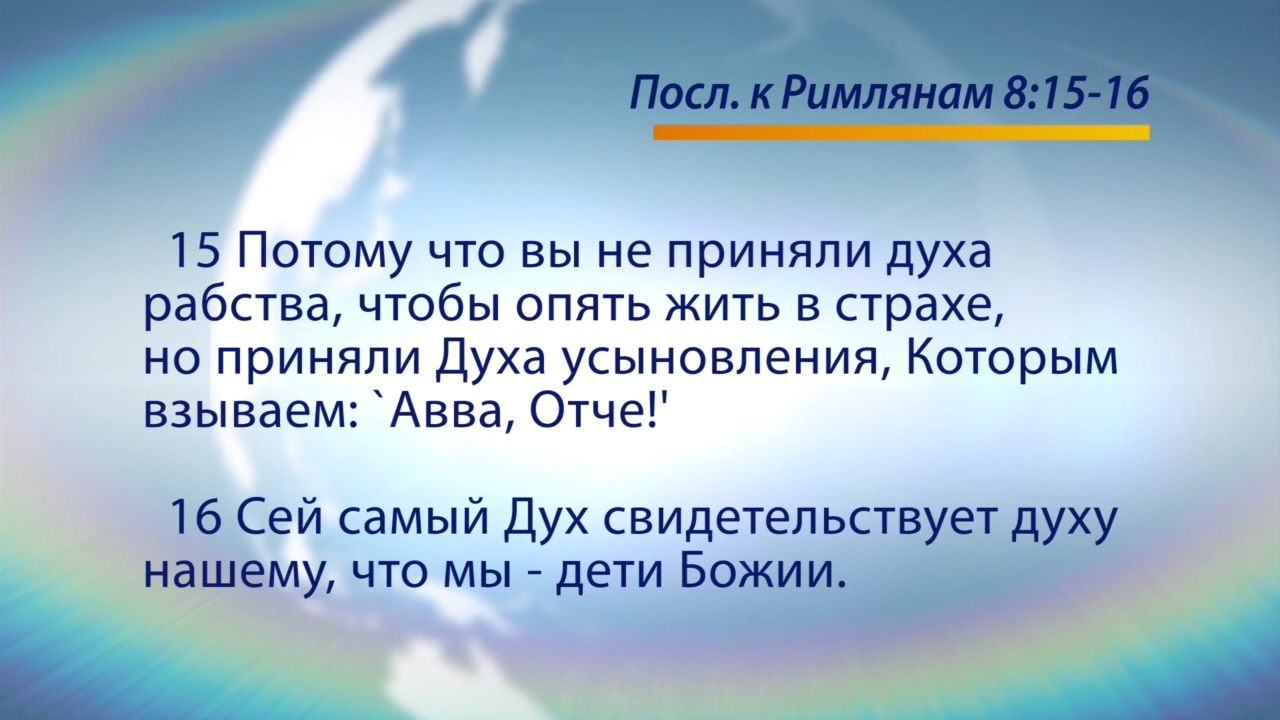 Посл. к Римлянам 8:15-16
15 Потому что вы не приняли духа
рабства, чтобы опять жить в страхе,
но приняли Духа усыновления, Которым
взываем: `Авва, Отче!'
16 Сей самый Дух свидетельствует духу
нашему, что мы - дети Божии.